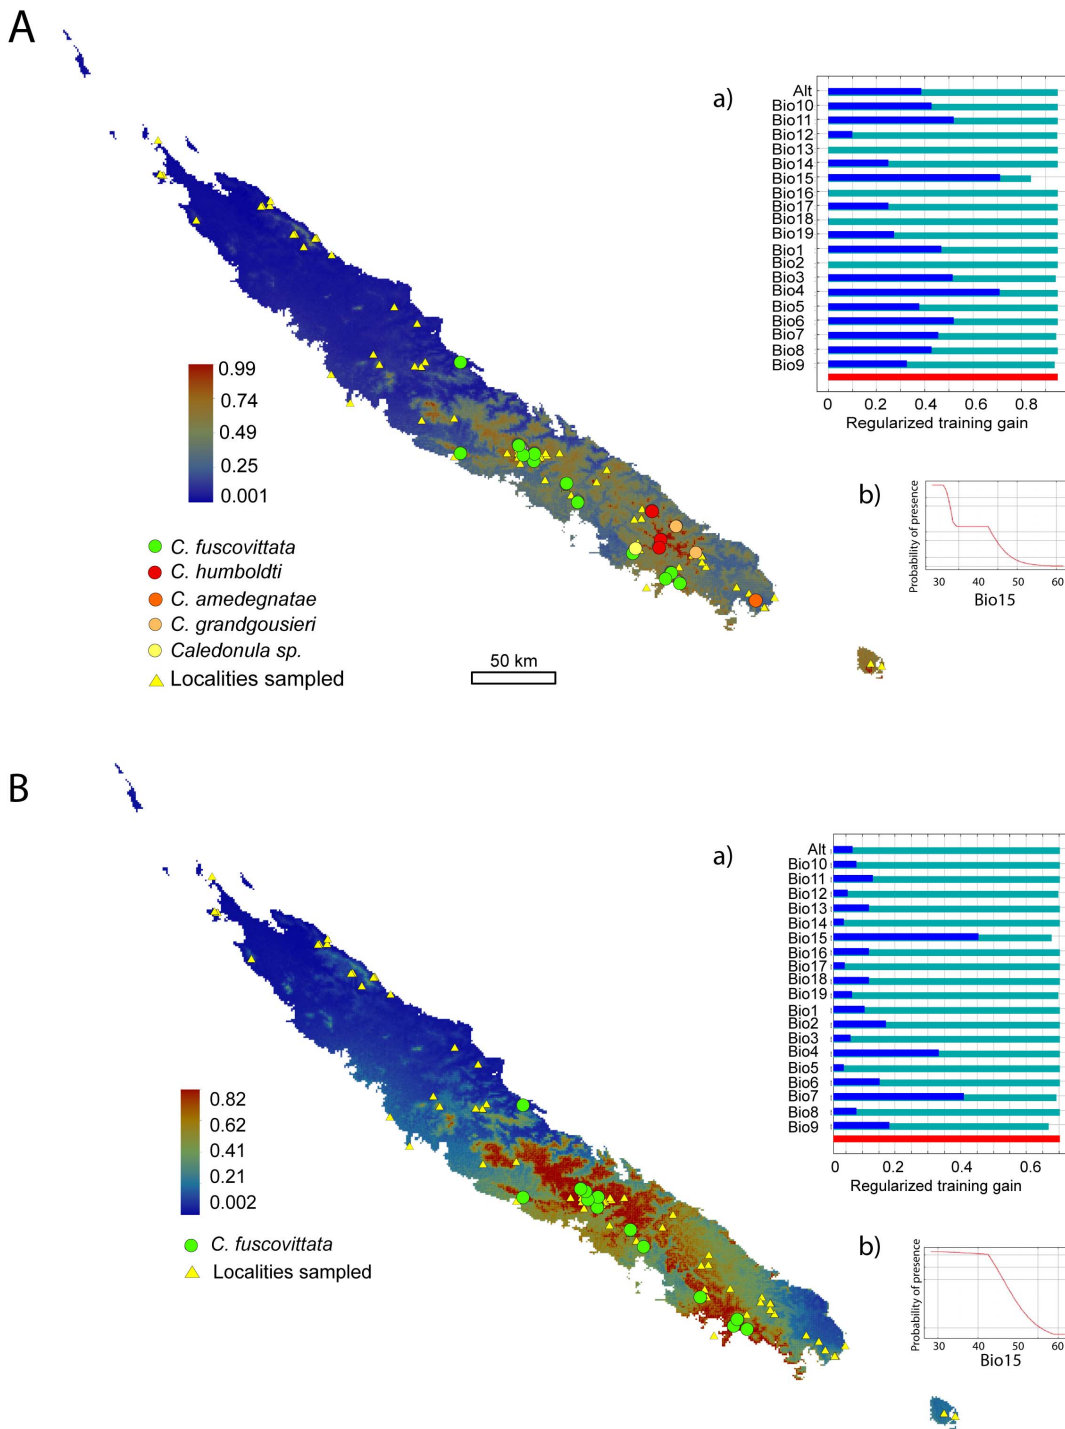 A
a)
Alt
Bio10
Bio11
Bio12
Bio13
Bio14
Bio15
Bio16
Bio17
Bio18
Bio19
Bio1
Bio2
Bio3
Bio4
Bio5
Bio6
Bio7
Bio8
Bio9
0 0.2 0.4 0.6 0.8
Regularized training gain
0.99
0.74
0.49
0.25
0.001
C. fuscovittata
C. humboldti
C. amedegnatae
C. grandgousieri
Caledonula sp.
Localities sampled
50 km
b)
Probability of presence
30 40 50 60
Bio15
B
a)
Alt
Bio10
Bio11
Bio12
Bio13
Bio14
Bio15
Bio16
Bio17
Bio18
Bio19
Bio1
Bio2
Bio3
Bio4
Bio5
Bio6
Bio7
Bio8
Bio9
0 0.2 0.4 0.6
Regularized training gain
0.82
0.62
0.41
0.21
0.002
C. fuscovittata
Localities sampled
b)
Probability of presence
30 40 50 60
Bio15